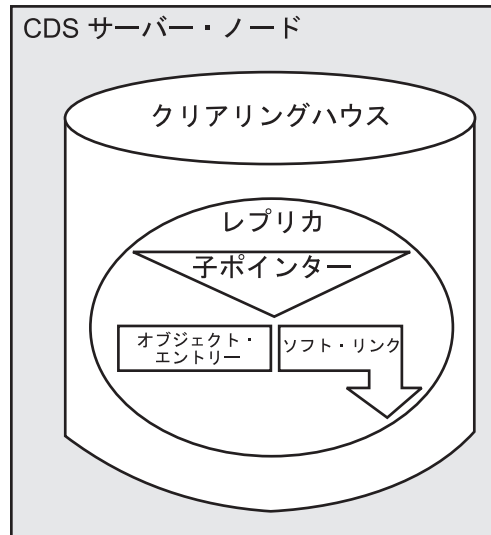 CDS サーバー・ノード
クリアリングハウス
レプリカ
子ポインター
オブジェクト・
エントリー
ソフト・リンク